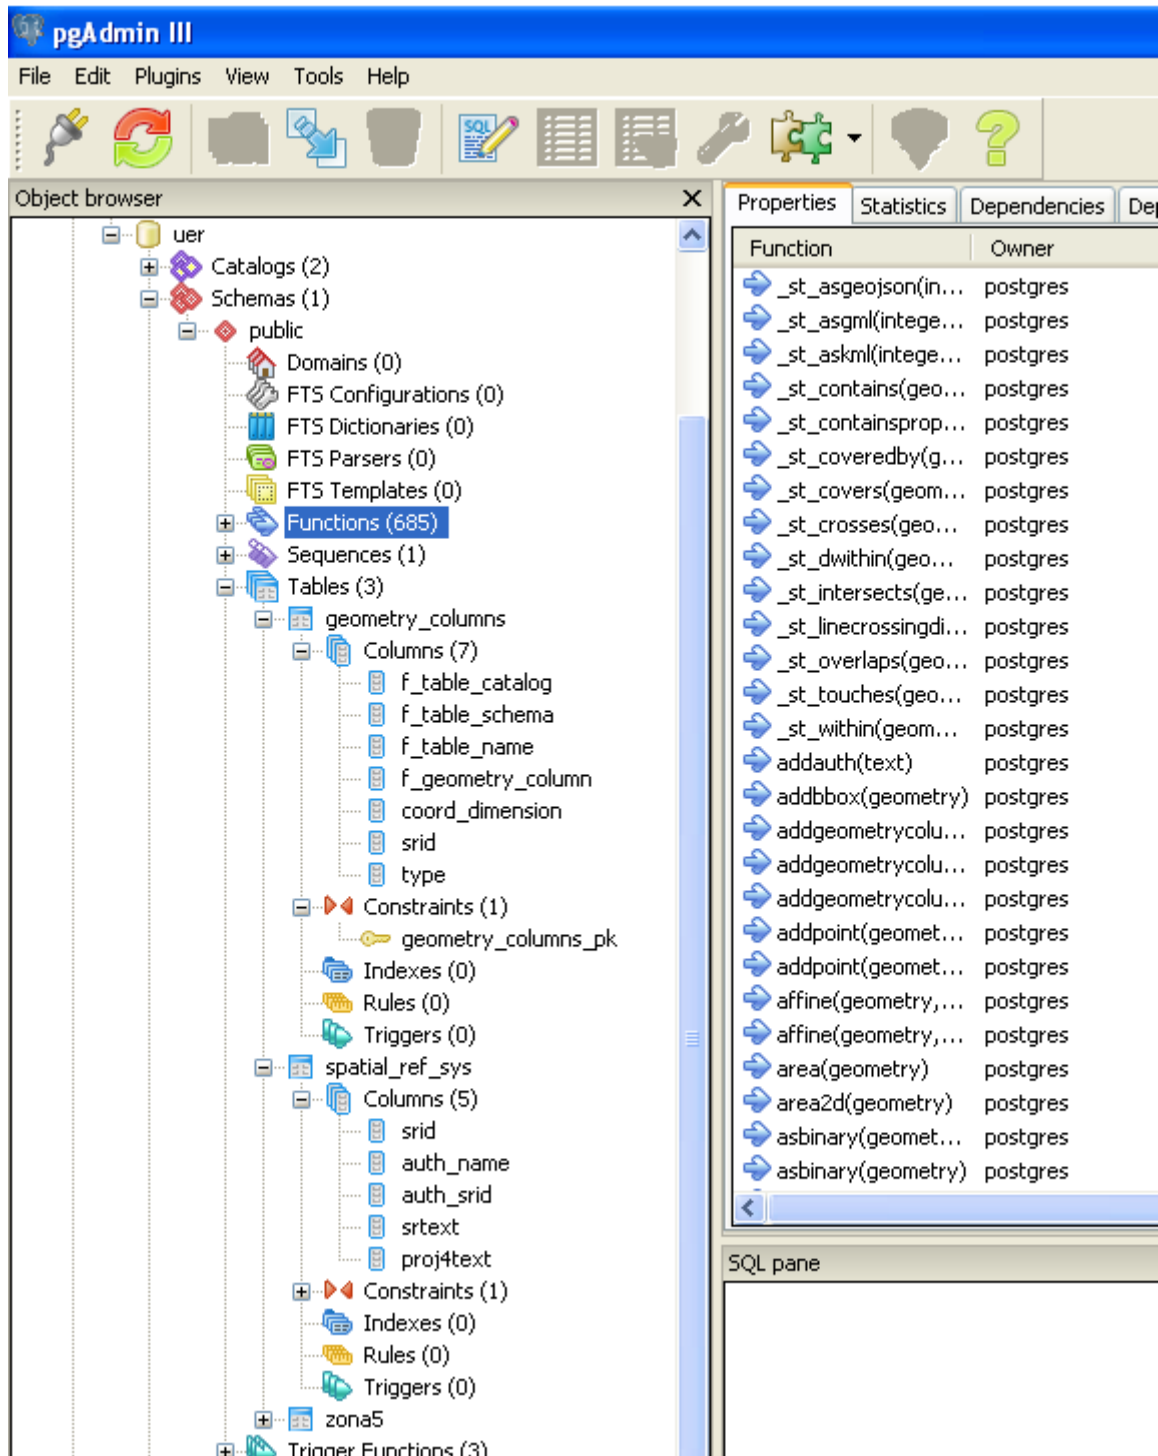 pgAdmin III
File Edit Plugins View Tools Help
SQL
Object browser
uer
Catalogs (2)
Schemas (1)
public
Domains (0)
FTS Configurations (0)
FTS Dictionaries (0)
FTS Parsers (0)
FTS Templates (0)
Functions (685)
Sequences (1)
Tables (3)
geometry_columns
Columns (7)
f_table_catalog
f_table_schema
f_table_name
f_geometry_column
coord_dimension
srid
type
Constraints (1)
geometry_columns_pk
Indexes (0)
Rules (0)
Triggers (0)
spatial_ref_sys
Columns (5)
srid
auth_name
auth_srid
srtext
proj4text
Constraints (1)
Indexes (0)
Rules (0)
Triggers (0)
zona5
Trigger Functions (3)
Properties Statistics Dependencies Dep
Function Owner
_st_asgeojson(in... postgres
_st_asgml(intege... postgres
_st_askml(intege... postgres
_st_contains(geo... postgres
_st_containsprop... postgres
_st_coveredby(g... postgres
_st_covers(geom... postgres
_st_crosses(geo... postgres
_st_dwithin(geo... postgres
_st_intersects(ge... postgres
_st_linecrossingdi... postgres
_st_overlaps(geo... postgres
_st_touches(geo... postgres
_st_within(geom... postgres
addauth(text) postgres
addbbox(geometry) postgres
addgeometrycolu... postgres
addgeometrycolu... postgres
addgeometrycolu... postgres
addpoint(geomet... postgres
addpoint(geomet... postgres
affine(geometry,... postgres
affine(geometry,... postgres
area(geometry) postgres
area2d(geometry) postgres
asbinary(geomet... postgres
asbinary(geometry) postgres
SQL pane